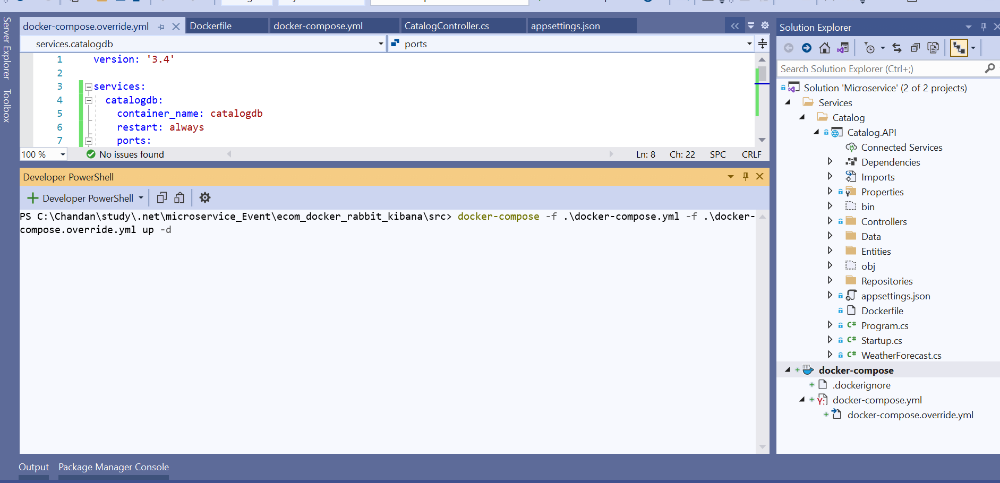 Server Explorer
Toolbox
docker-compose.override.yml
Dockerfile
docker-compose.yml
CatalogController.cs
appsettings.json
services.catalogdb
ports
1 version: '3.4'
2
3 services:
4 catalogdb:
5 container_name: catalogdb
6 restart: always
7 ports:
100 %
No issues found
Ln: 8 Ch: 22 SPC CRLF
Developer PowerShell
Developer PowerShell
PS C:\Chandan\study\.net\microservice_Event\ecom_docker_rabbit_kibana\src> docker-compose -f .\docker-compose.yml -f .\docker-
compose.override.yml up -d
Output
Package Manager Console
Solution Explorer
Search Solution Explorer (Ctrl+;)
Solution 'Microservice' (2 of 2 projects)
Services
Catalog
Catalog.API
Connected Services
Dependencies
Imports
Properties
bin
Controllers
Data
Entities
obj
Repositories
appsettings.json
Dockerfile
C# Program.cs
C# Startup.cs
C# WeatherForecast.cs
docker-compose
.dockerignore
docker-compose.yml
docker-compose.override.yml